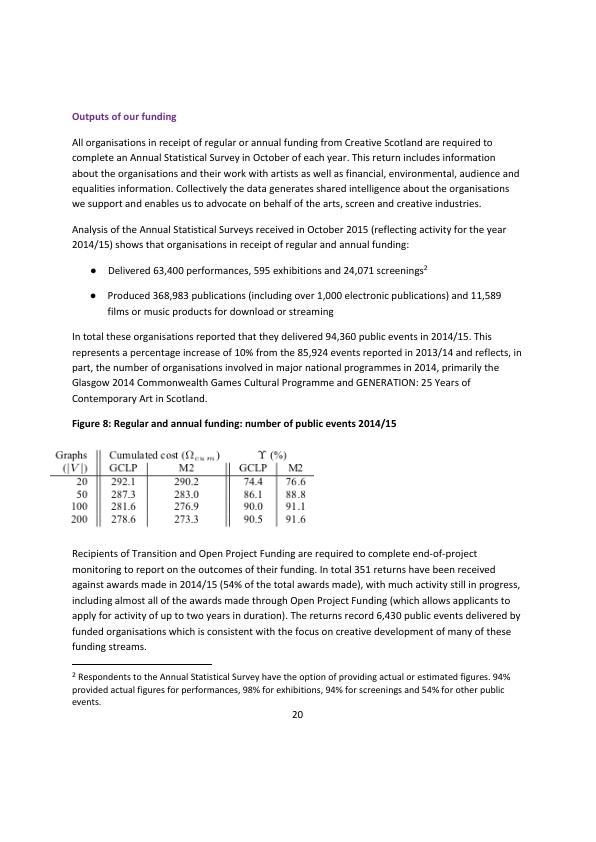 Outputs of our funding
All organisations in receipt of regular or annual funding from Creative Scotland are required to
complete an Annual Statistical Survey in October of each year. This return includes information
about the organisations and their work with artists as well as financial, environmental, audience and
equalities information. Collectively the data generates shared intelligence about the organisations
we support and enables us to advocate on behalf of the arts, screen and creative industries.
Analysis of the Annual Statistical Surveys received in October 2015 (reflecting activity for the year
2014/15) shows that organisations in receipt of regular and annual funding:
● Delivered 63,400 performances, 595 exhibitions and 24,071 screenings²
● Produced 368,983 publications (including over 1,000 electronic publications) and 11,589
films or music products for download or streaming
In total these organisations reported that they delivered 94,360 public events in 2014/15. This
represents a percentage increase of 10% from the 85,924 events reported in 2013/14 and reflects, in
part, the number of organisations involved in major national programmes in 2014, primarily the
Glasgow 2014 Commonwealth Games Cultural Programme and GENERATION: 25 Years of
Contemporary Art in Scotland.
Figure 8: Regular and annual funding: number of public events 2014/15
Graphs Cumulated cost (Ω_cum) ϒ (%)
(|V|) GCLP M2 GCLP M2
20 292.1 290.2 74.4 76.6
50 287.3 283.0 86.1 88.8
100 281.6 276.9 90.0 91.1
200 278.6 273.3 90.5 91.6
Recipients of Transition and Open Project Funding are required to complete end-of-project
monitoring to report on the outcomes of their funding. In total 351 returns have been received
against awards made in 2014/15 (54% of the total awards made), with much activity still in progress,
including almost all of the awards made through Open Project Funding (which allows applicants to
apply for activity of up to two years in duration). The returns record 6,430 public events delivered by
funded organisations which is consistent with the focus on creative development of many of these
funding streams.
² Respondents to the Annual Statistical Survey have the option of providing actual or estimated figures. 94%
provided actual figures for performances, 98% for exhibitions, 94% for screenings and 54% for other public
events.
20